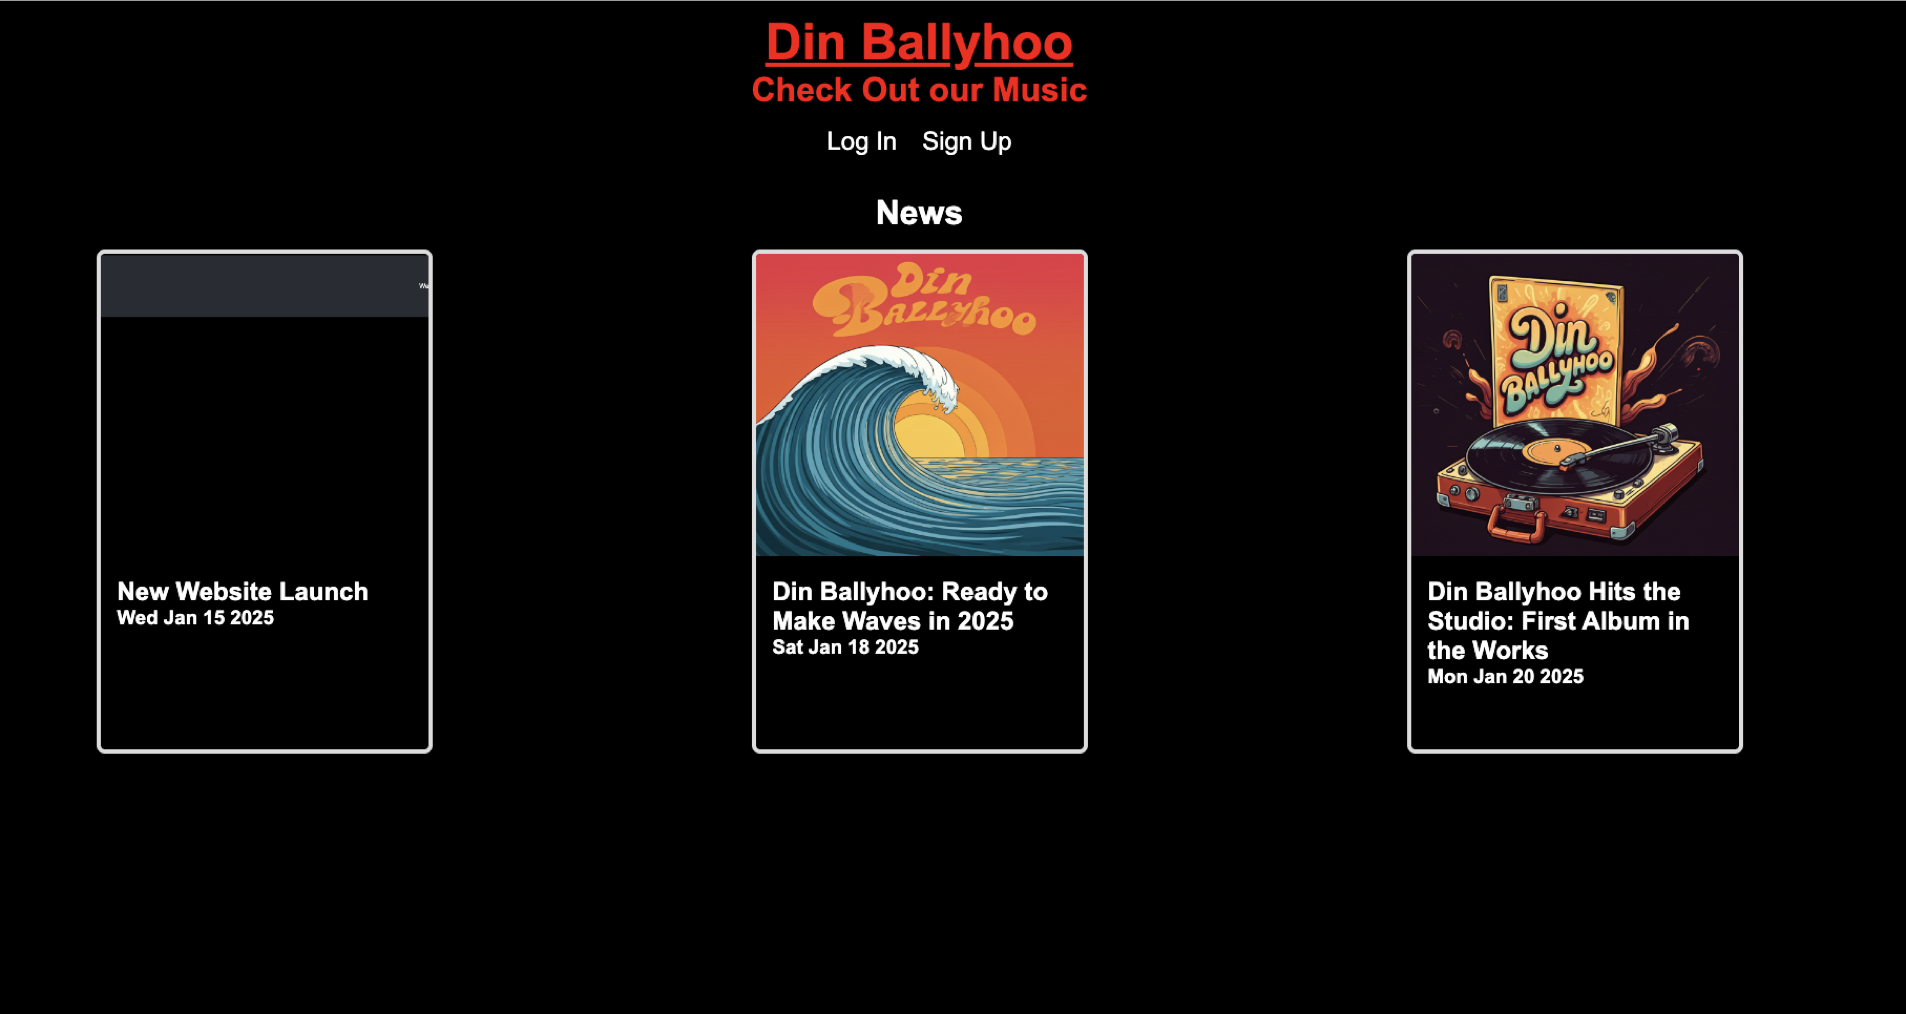 Din Ballyhoo
Check Out our Music
Log In Sign Up
News
New Website Launch
Wed Jan 15 2025
Din
BALLYhoo
Din Ballyhoo: Ready to
Make Waves in 2025
Sat Jan 18 2025
Din
BALLYHOO
Din Ballyhoo Hits the
Studio: First Album in
the Works
Mon Jan 20 2025